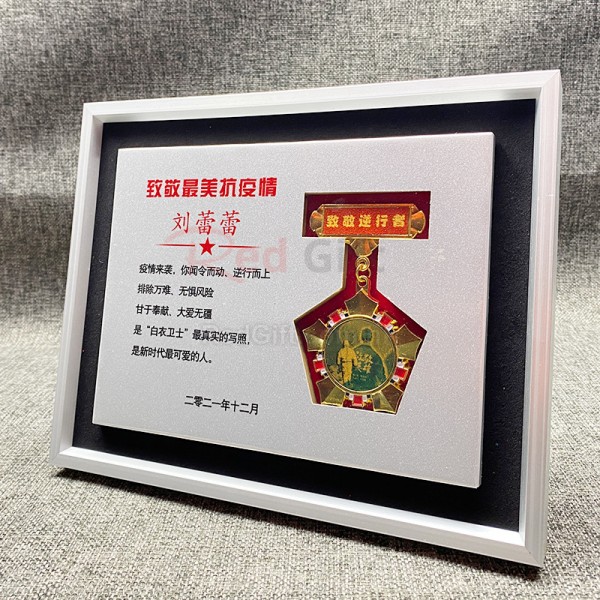 致敬最美抗疫情
刘蕾蕾
疫情来袭，你闻令而动、逆行而上
排除万难、无惧风险
甘于奉献、大爱无疆
是“白衣卫士”最真实的写照，
是新时代最可爱的人。
二零二一年十二月
致敬逆行者
Red Gift